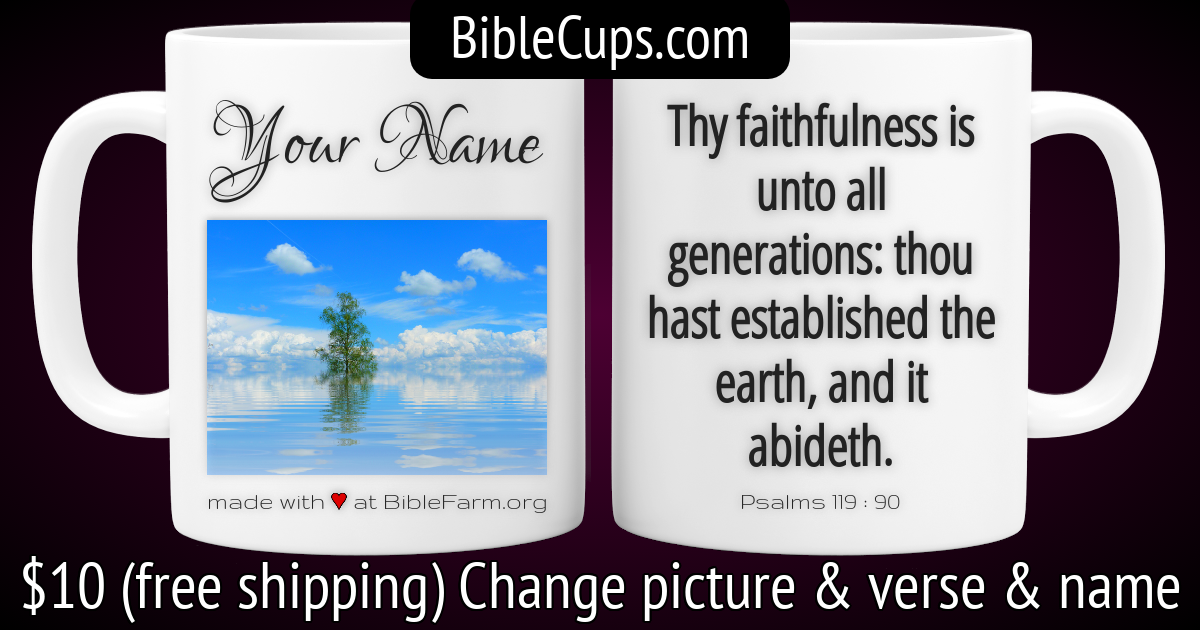 BibleCups.com
Your Name
made with ❤ at BibleFarm.org
Thy faithfulness is
unto all
generations: thou
hast established the
earth, and it
abideth.
Psalms 119 : 90
$10 (free shipping) Change picture & verse & name